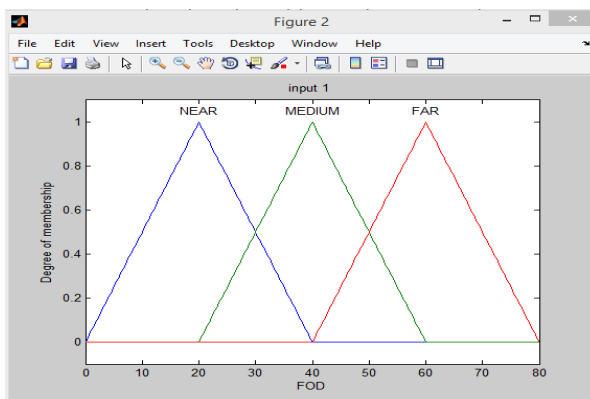 Figure 2
File Edit View Insert Tools Desktop Window Help
input 1
NEAR MEDIUM FAR
1
0.8
0.6
0.4
0.2
0
Degree of membership
0 10 20 30 40 50 60 70 80
FOD